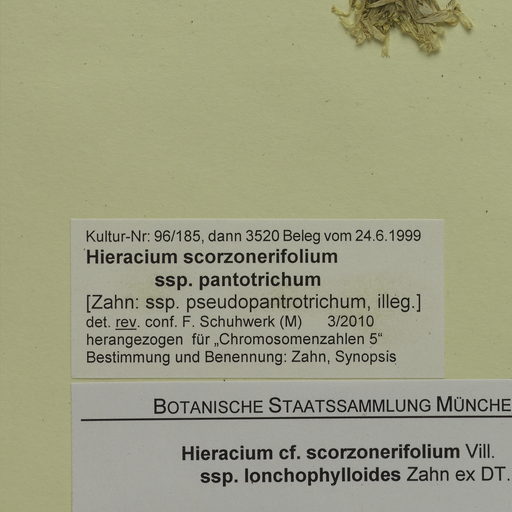 Kultur-Nr: 96/185, dann 3520 Beleg vom 24.6.1999
Hieracium scorzonerifolium
ssp. pantotrichum
[Zahn: ssp. pseudopantrotrichum, illeg.]
det. rev. conf. F. Schuhwerk (M) 3/2010
herangezogen für „Chromosomenzahlen 5“
Bestimmung und Benennung: Zahn, Synopsis
BOTANISCHE STAATSSAMMLUNG MÜNCHE
Hieracium cf. scorzonerifolium Vill.
ssp. lonchophylloides Zahn ex DT.